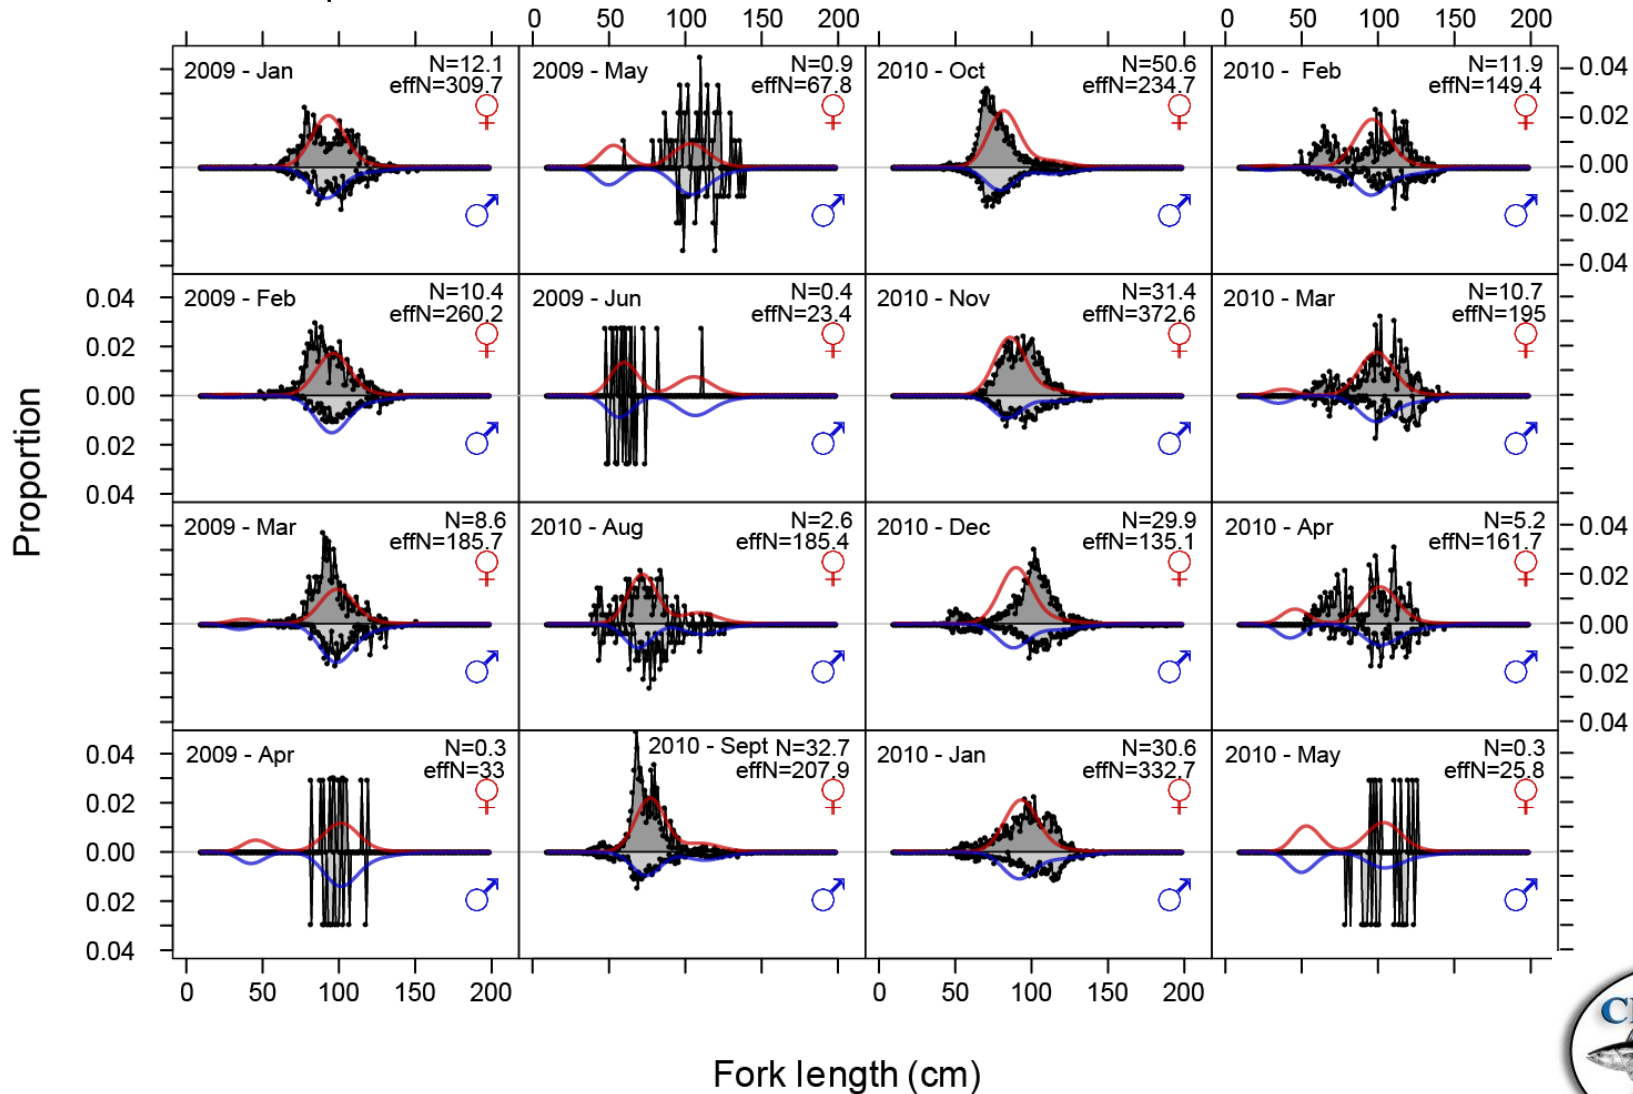 0 50 100 150 200 0 50 100 150 200
2009 - Jan N=12.1
effN=309.7
2009 - May N=0.9
effN=67.8
2010 - Oct N=50.6
effN=234.7
2010 - Feb N=11.9
effN=149.4
0.04
0.02
0.00
0.02
0.04
0.04
0.02
0.00
0.02
0.04
2009 - Feb N=10.4
effN=260.2
2009 - Jun N=0.4
effN=23.4
2010 - Nov N=31.4
effN=372.6
2010 - Mar N=10.7
effN=195
2009 - Mar N=8.6
effN=185.7
2010 - Aug N=2.6
effN=185.4
2010 - Dec N=29.9
effN=135.1
2010 - Apr N=5.2
effN=161.7
0.04
0.02
0.00
0.02
0.04
0.04
0.02
0.00
0.02
0.04
2009 - Apr N=0.3
effN=33
2010 - Sept N=32.7
effN=207.9
2010 - Jan N=30.6
effN=332.7
2010 - May N=0.3
effN=25.8
0 50 100 150 200 0 50 100 150 200
Proportion
Fork length (cm)